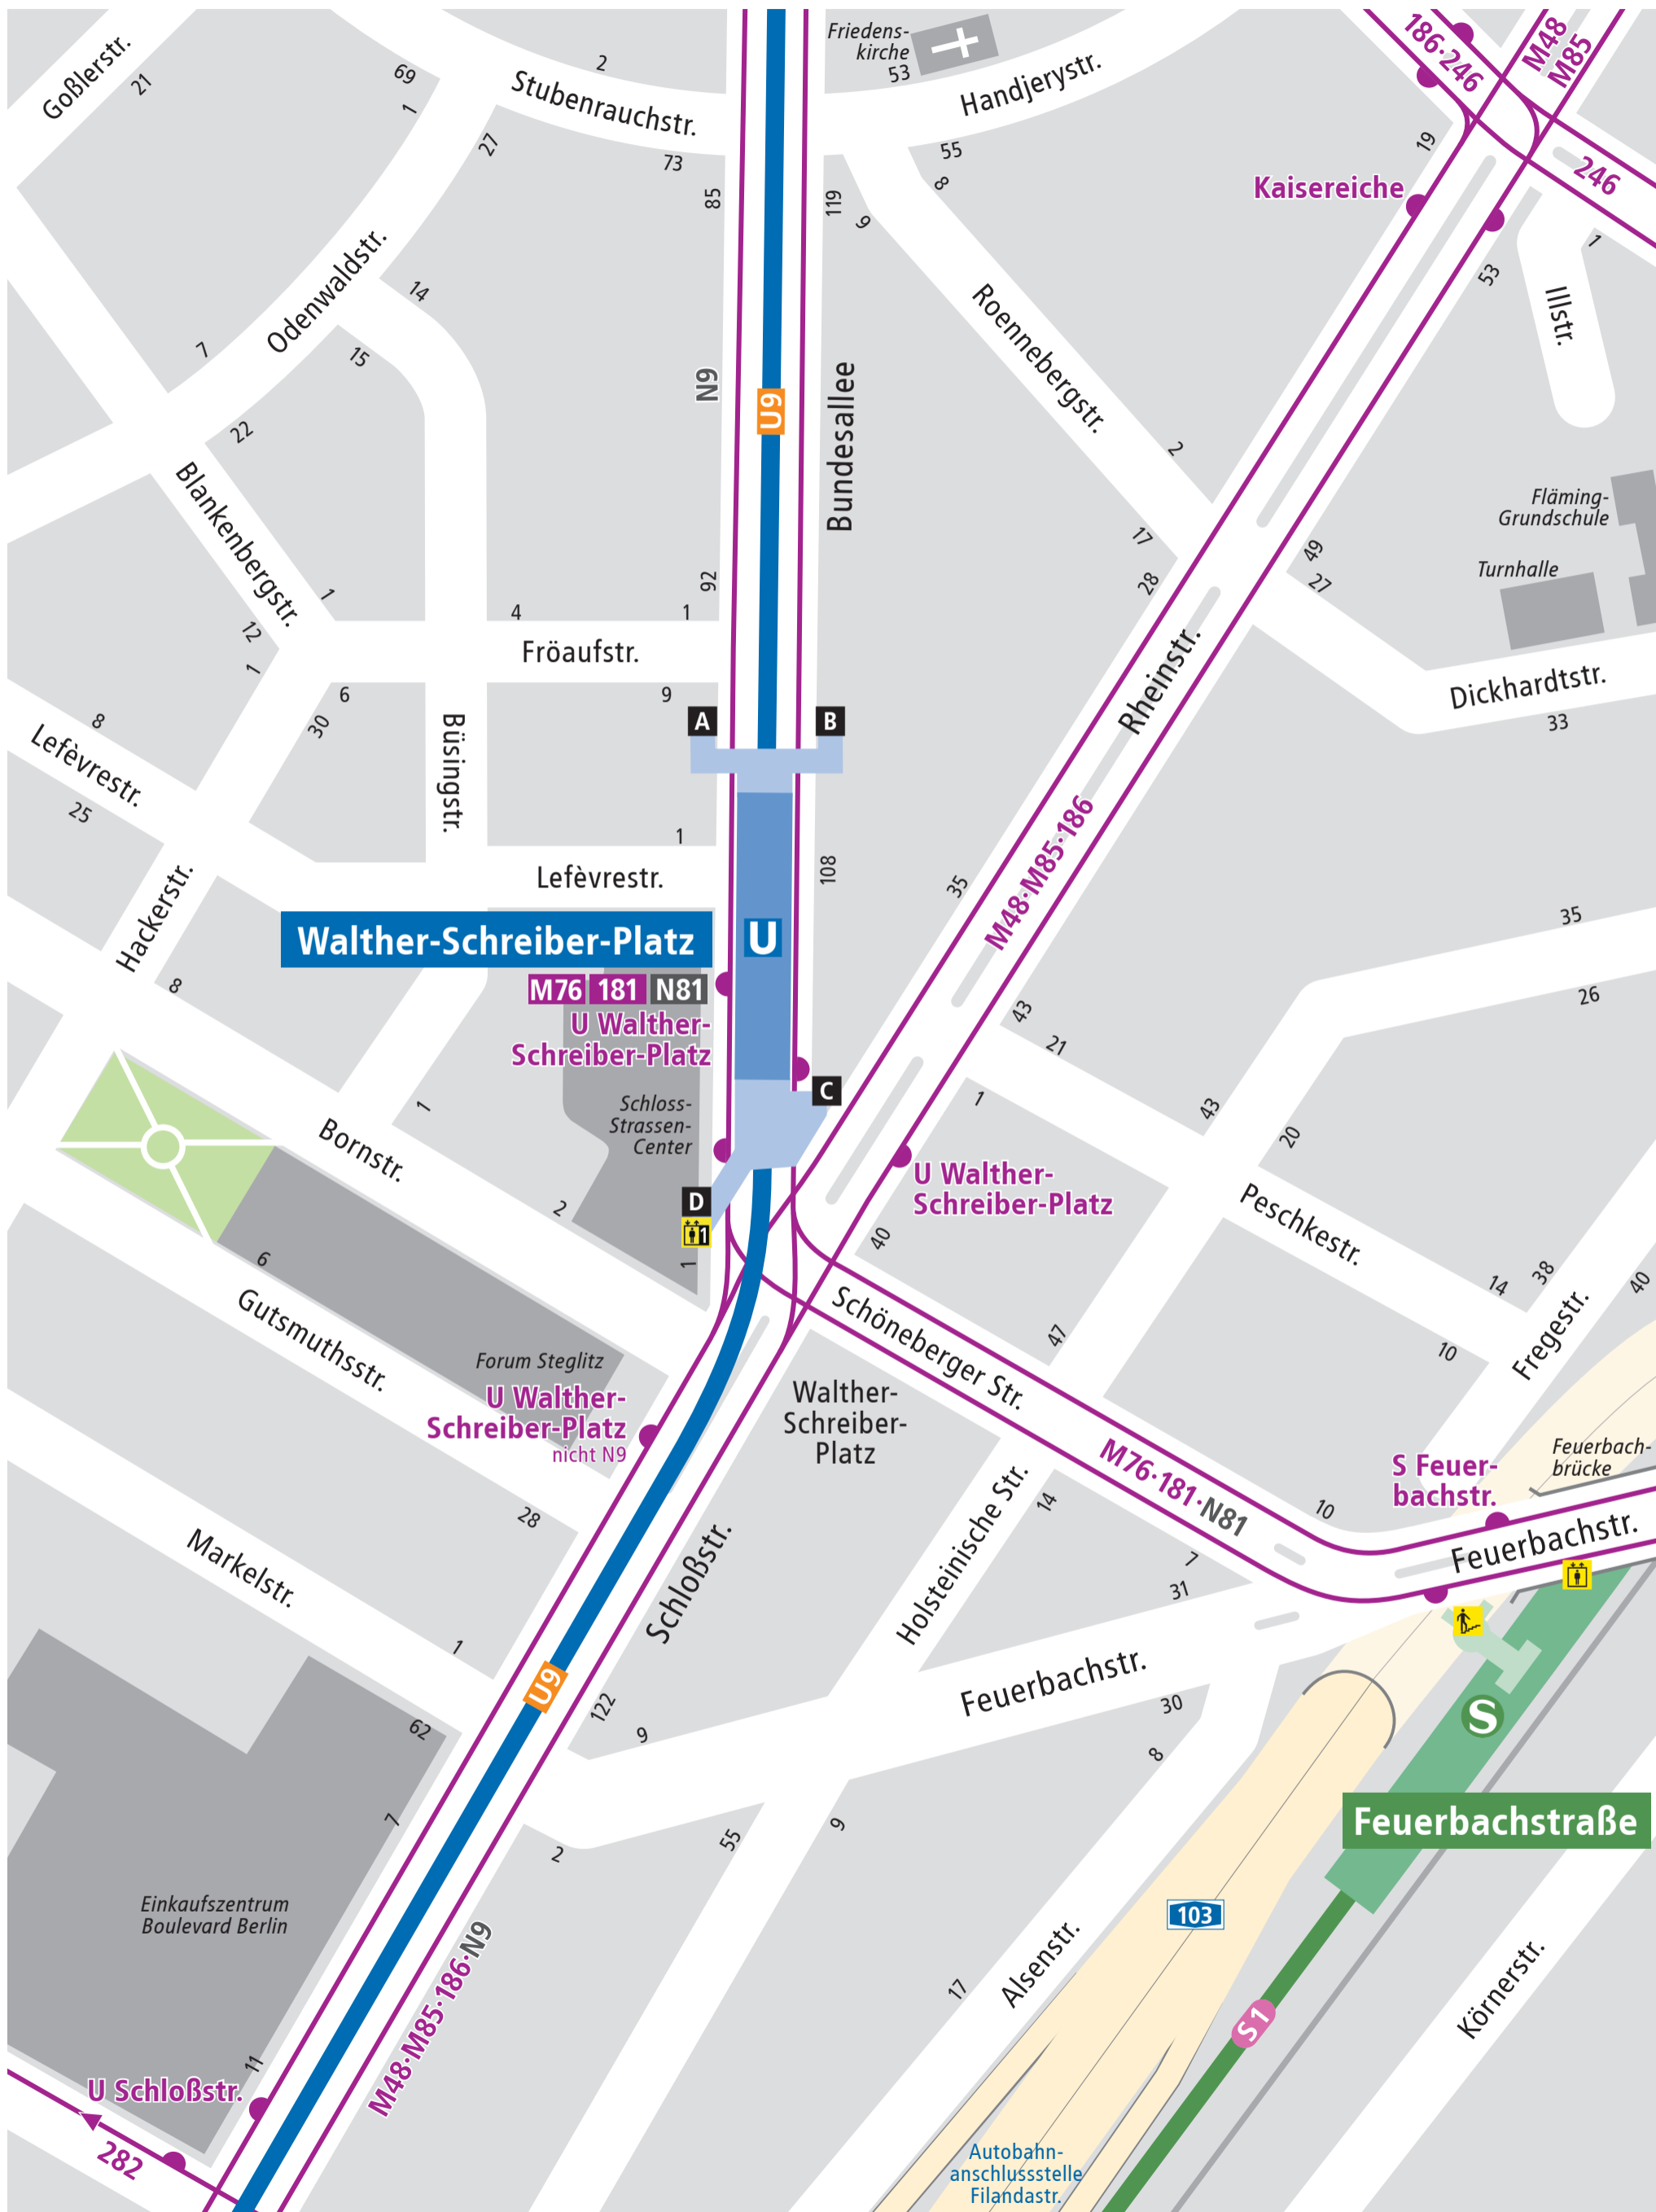 Goßlerstr.
21
69
1
2
Stubenrauchstr.
27
73
85
Friedens-
kirche
53
Handjerystr.
55
8
9
119
186·246
M48
M85
19
246
Kaisereiche
1
53
Illstr.
Odenwaldstr.
14
15
7
22
N9
U9
Bundesallee
Roennebergstr.
2
17
28
49
27
Fläming-
Grundschule
Turnhalle
Blankenbergstr.
1
12
1
4
1
92
Fröaufstr.
6
9
30
A
B
Rheinstr.
Dickhardtstr.
33
8
Lefèvrestr.
25
Büsingstr.
1
Lefèvrestr.
108
35
M48·M85·186
Hackerstr.
8
Walther-Schreiber-Platz
U
M76
181
N81
U Walther-
Schreiber-Platz
35
26
43
21
1
43
20
C
Schloss-
Strassen-
Center
1
Bornstr.
2
D
1
1
U Walther-
Schreiber-Platz
40
Peschkestr.
14
38
40
10
Fregestr.
6
Gutsmuthsstr.
Forum Steglitz
U Walther-
Schreiber-Platz
nicht N9
Schöneberger Str.
47
Walther-
Schreiber-
Platz
M76·181·N81
10
S Feuer-
bachstr.
Feuerbach-
brücke
Feuerbachstr.
28
Markelstr.
1
62
Schloßstr.
Holsteinische Str.
14
7
31
U9
122
9
Feuerbachstr.
30
8
S
Feuerbachstraße
7
2
55
9
Einkaufszentrum
Boulevard Berlin
103
M48·M85·186·N9
17
Alsenstr.
S1
Körnerstr.
11
U Schloßstr.
282
Autobahn-
anschlussstelle
Filandastr.